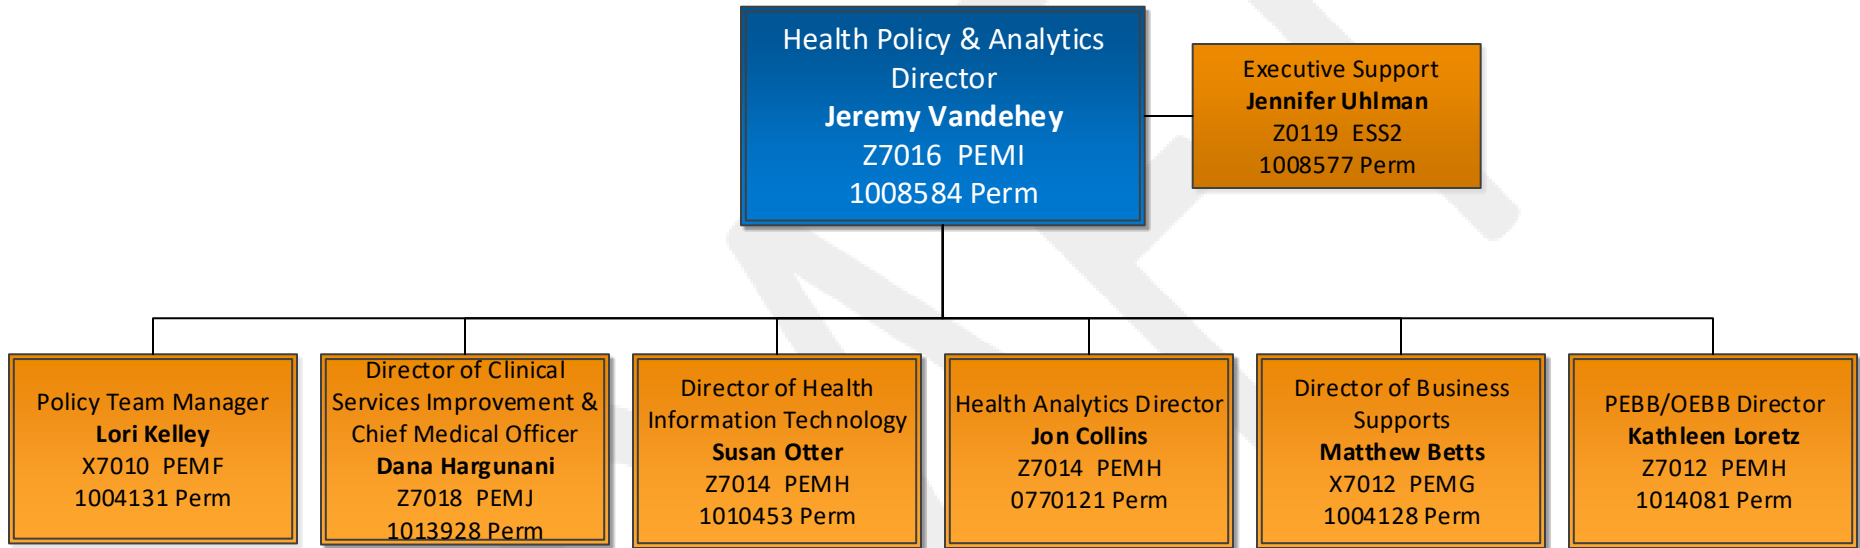 Health Policy & Analytics
Director
Jeremy Vandehey
Z7016 PEMI
1008584 Perm
Executive Support
Jennifer Uhlman
Z0119 ESS2
1008577 Perm
Policy Team Manager
Lori Kelley
X7010 PEMF
1004131 Perm
Director of Clinical
Services Improvement &
Chief Medical Officer
Dana Hargunani
Z7018 PEMJ
1013928 Perm
Director of Health
Information Technology
Susan Otter
Z7014 PEMH
1010453 Perm
Health Analytics Director
Jon Collins
Z7014 PEMH
0770121 Perm
Director of Business
Supports
Matthew Betts
X7012 PEMG
1004128 Perm
PEBB/OEBB Director
Kathleen Loretz
Z7012 PEMH
1014081 Perm